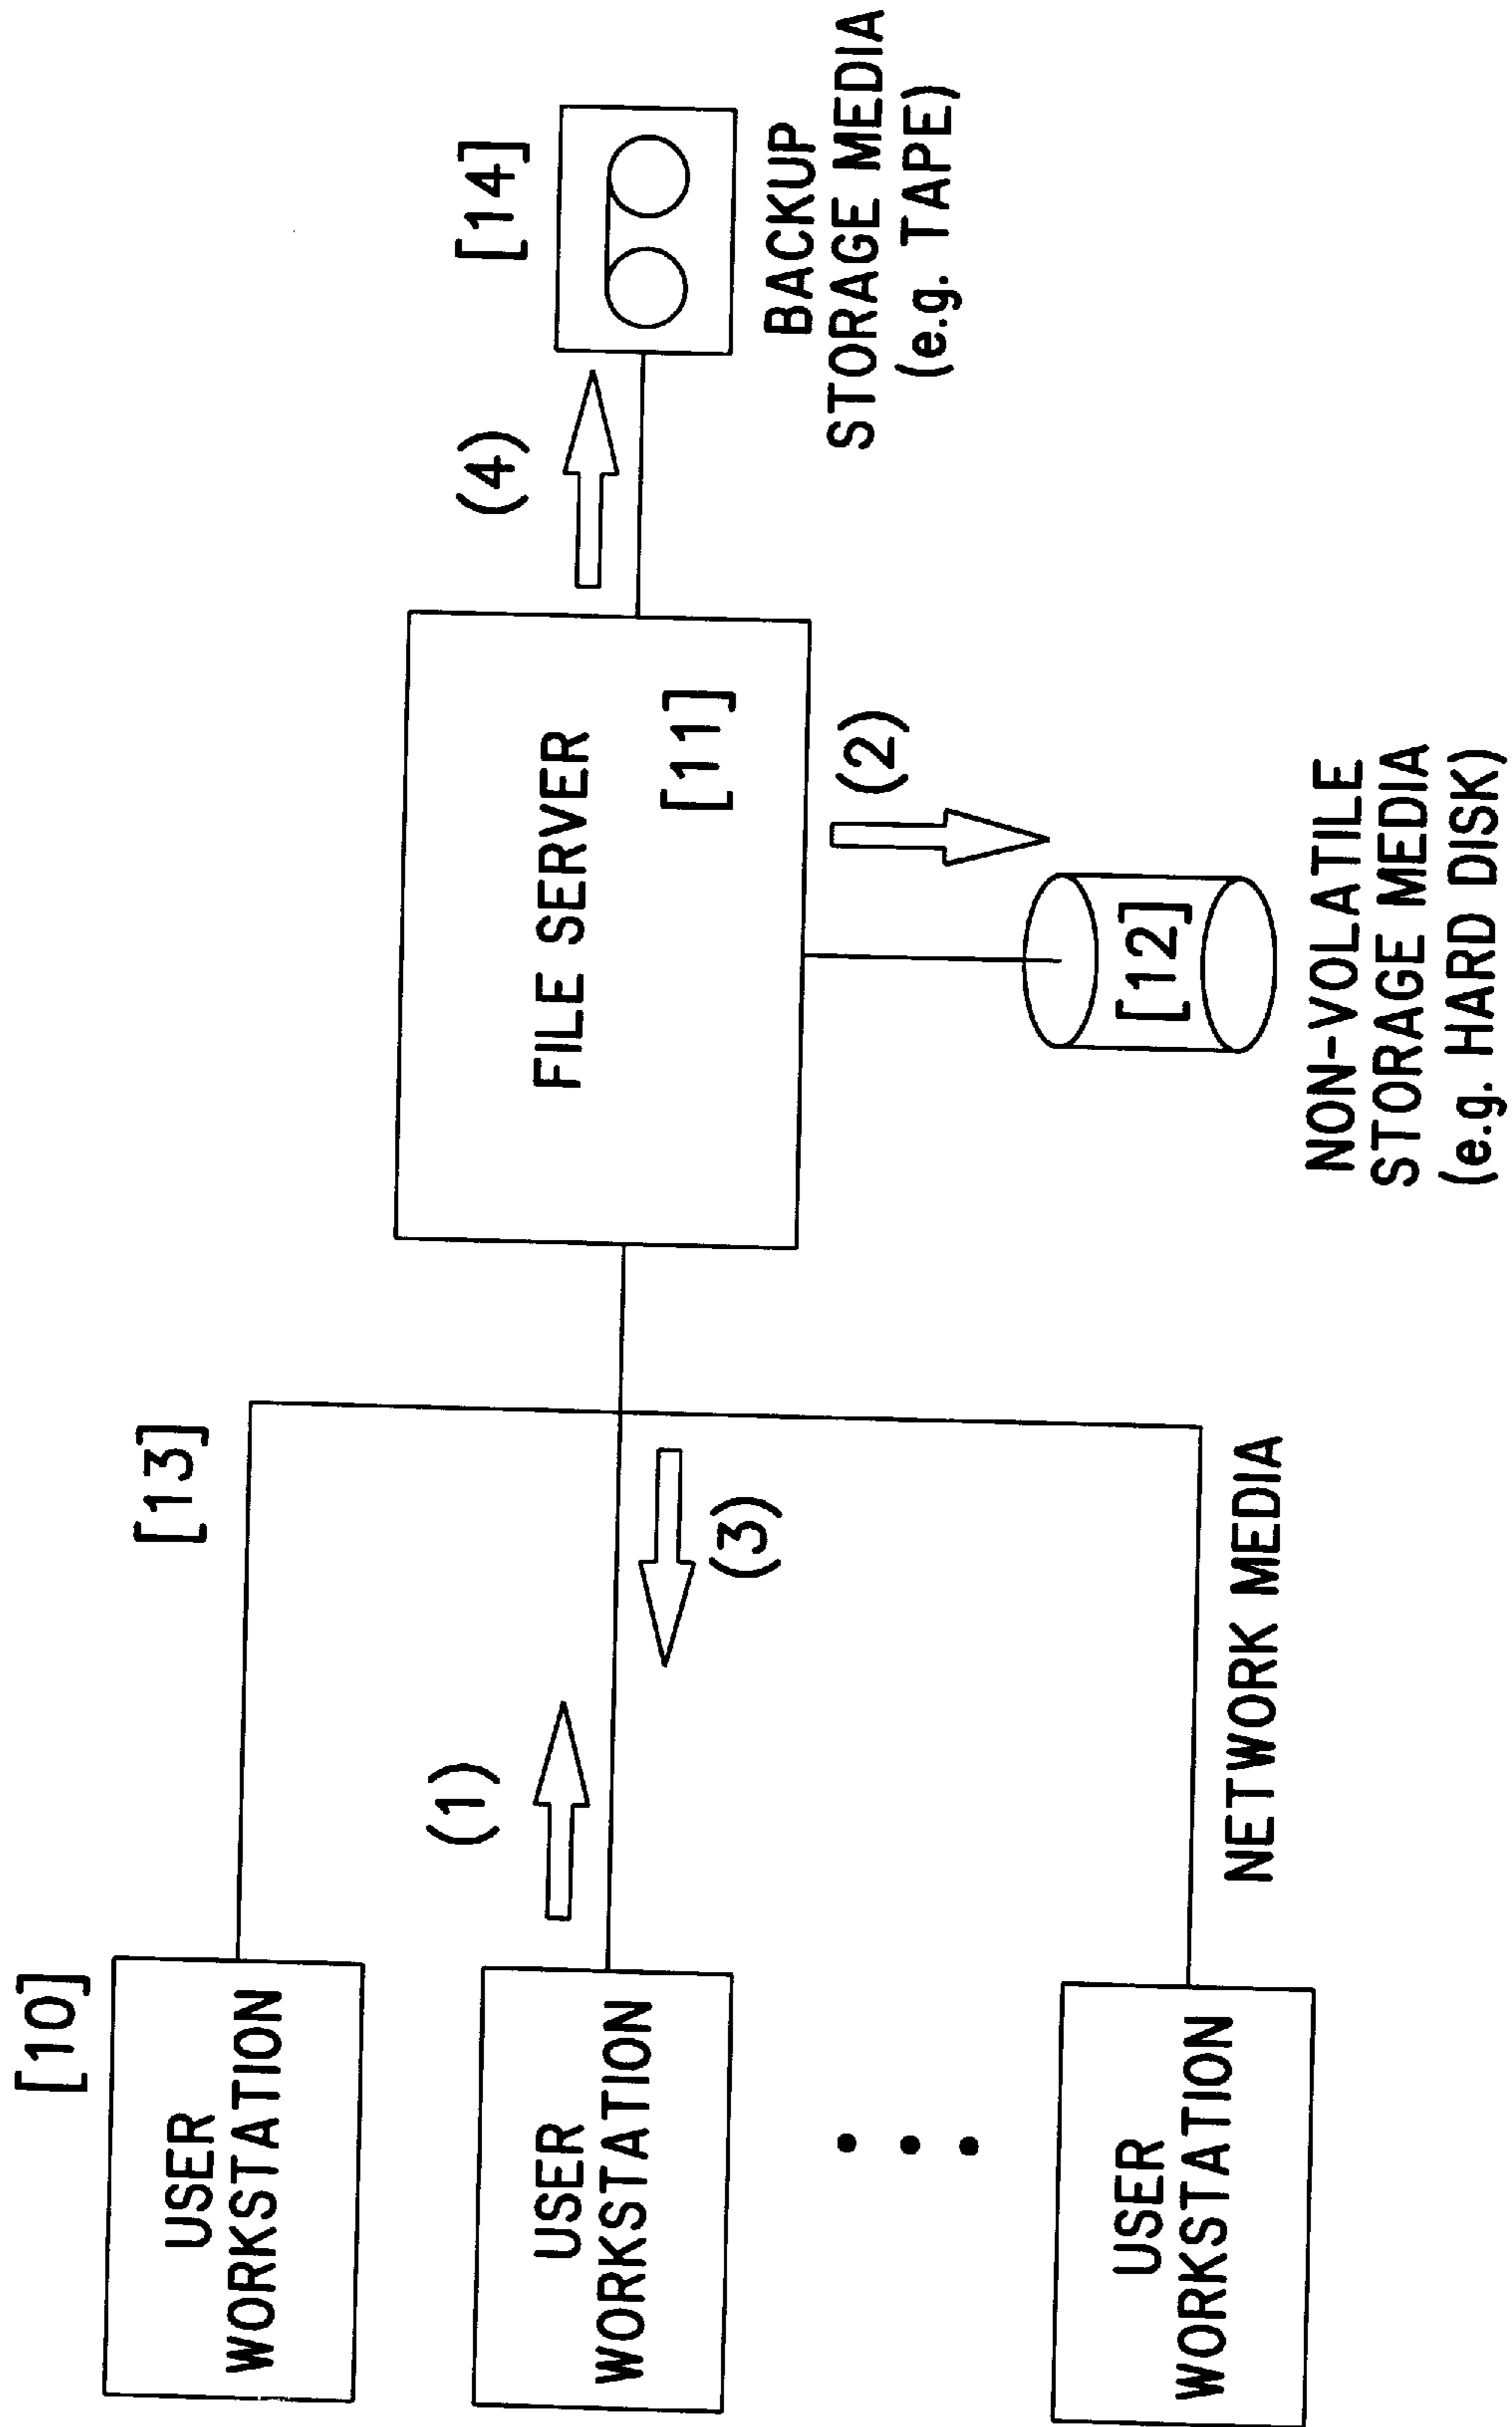 [10]
USER
WORKSTATION
USER
WORKSTATION
USER
WORKSTATION
[13]
(1)
(3)
NETWORK MEDIA
FILE SERVER
[11]
(2)
[12]
NON-VOLATILE
STORAGE MEDIA
(e.g. HARD DISK)
(4)
[14]
BACKUP
STORAGE MEDIA
(e.g. TAPE)